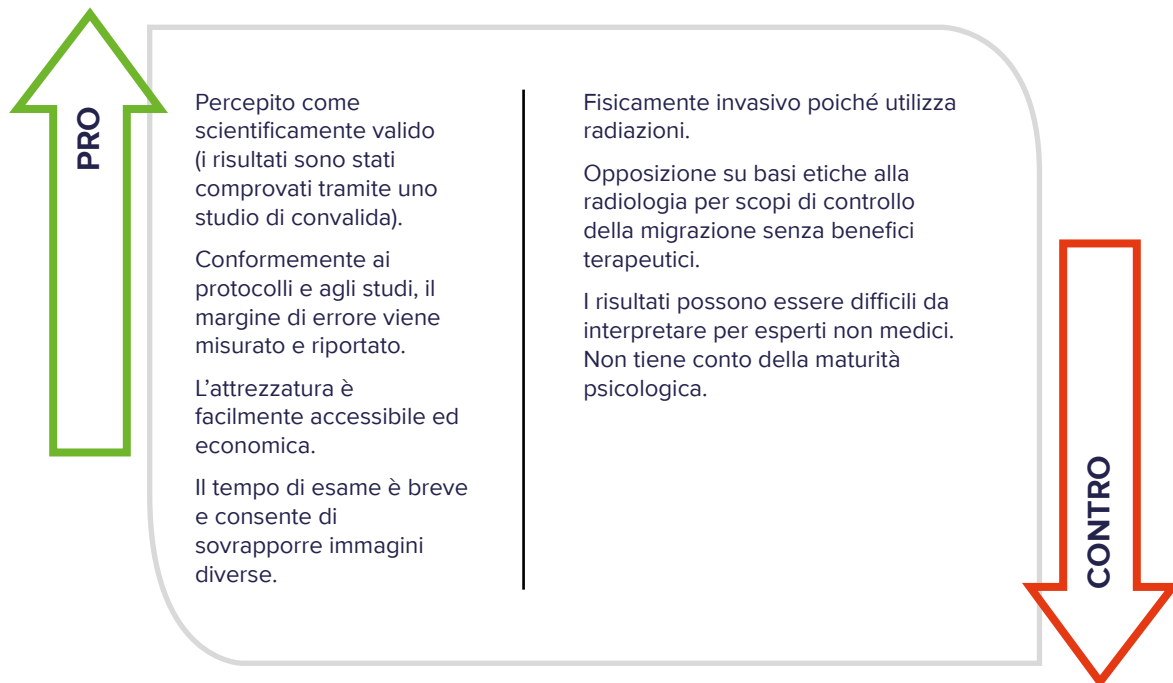 PRO
Percepito come
scientificamente valido
(i risultati sono stati
comprovati tramite uno
studio di convalida).
Conformemente ai
protocolli e agli studi, il
margine di errore viene
misurato e riportato.
L’attrezzatura è
facilmente accessibile ed
economica.
Il tempo di esame è breve
e consente di
sovrapporre immagini
diverse.
Fisicamente invasivo poiché utilizza
radiazioni.
Opposizione su basi etiche alla
radiologia per scopi di controllo
della migrazione senza benefici
terapeutici.
I risultati possono essere difficili da
interpretare per esperti non medici.
Non tiene conto della maturità
psicologica.
CONTRO